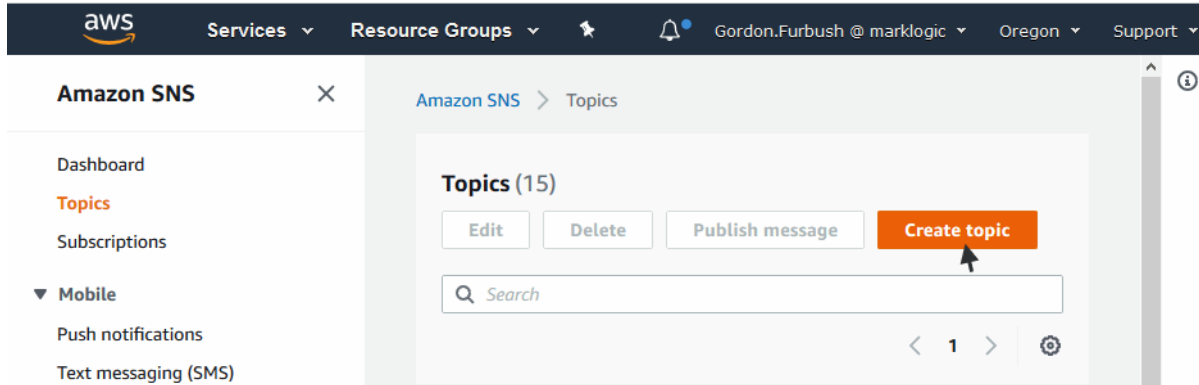 aws Services Resource Groups Gordon.Furbush @ marklogic Oregon Support
Amazon SNS
Dashboard
Topics
Subscriptions
Mobile
Push notifications
Text messaging (SMS)
Amazon SNS > Topics
Topics (15)
Edit Delete Publish message Create topic
Search
< 1 >